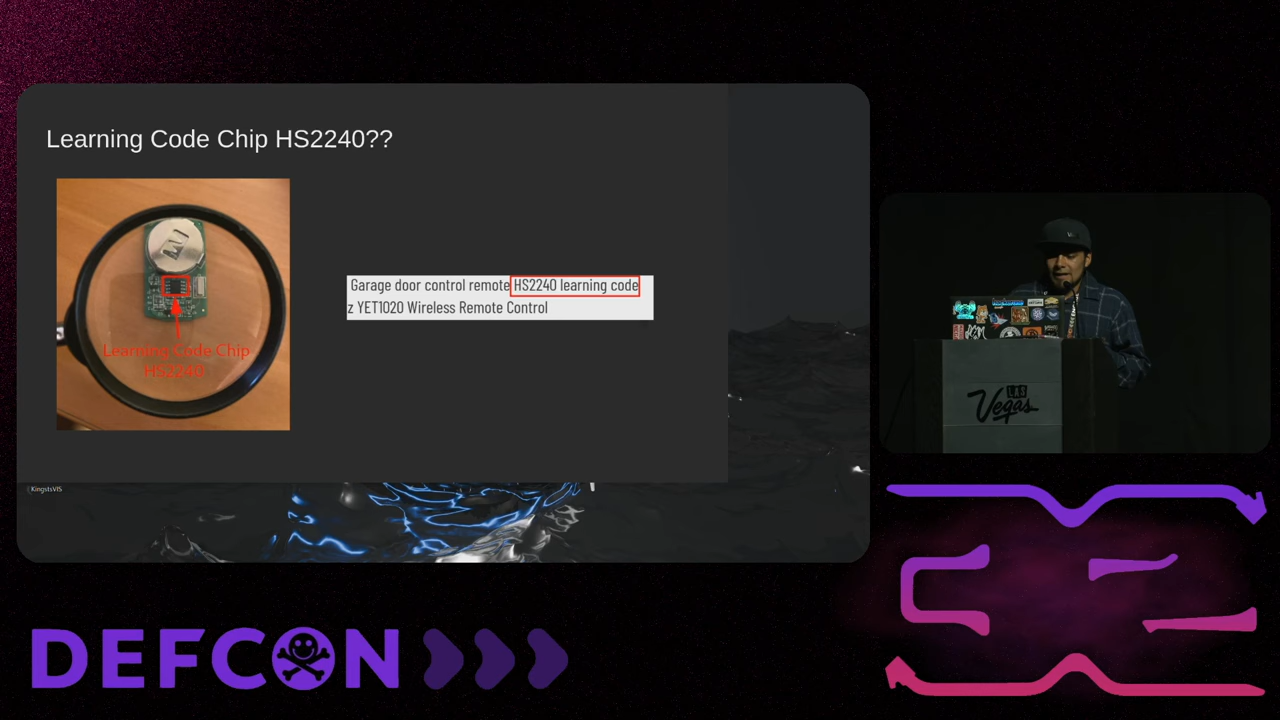 Learning Code Chip HS2240??
Learning Code Chip
HS2240
Garage door control remote HS2240 learning code
z YET1020 Wireless Remote Control
KingstsVIS
LAS
Vegas
DEFCON